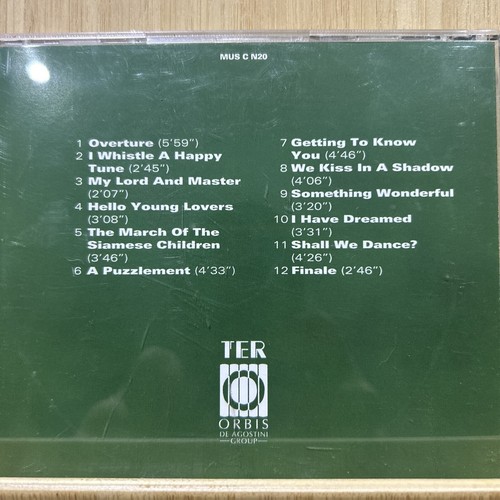 MUS C N20
1 Overture (5'59")
2 I Whistle A Happy
Tune (2'45")
3 My Lord And Master
(2'07")
4 Hello Young Lovers
(3'08")
5 The March Of The
Siamese Children
(3'46")
6 A Puzzlement (4'33")
7 Getting To Know
You (4'46")
8 We Kiss In A Shadow
(4'06")
9 Something Wonderful
(3'20")
10 I Have Dreamed
(3'31")
11 Shall We Dance?
(4'26")
12 Finale (2'46")
TER
ORBIS
DE AGOSTINI
GROUP